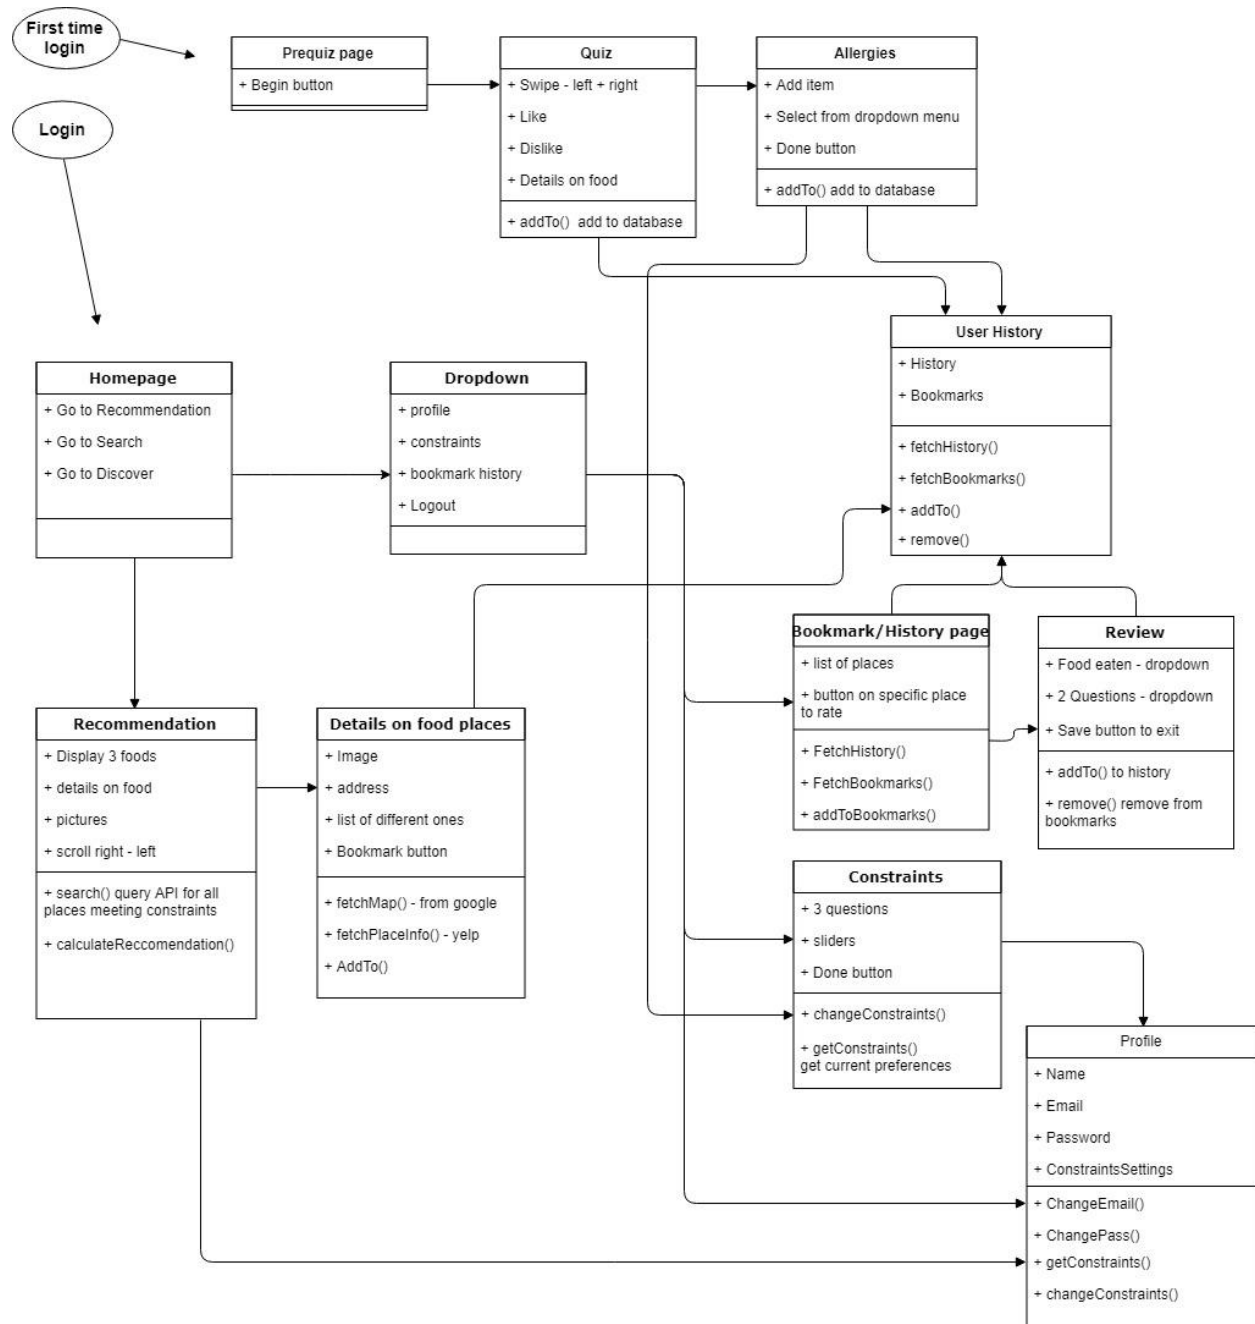 First time
login
Login
Prequiz page
+ Begin button
Quiz
+ Swipe - left + right
+ Like
+ Dislike
+ Details on food
+ addTo()  add to database
Allergies
+ Add item
+ Select from dropdown menu
+ Done button
+ addTo() add to database
User History
+ History
+ Bookmarks
+ fetchHistory()
+ fetchBookmarks()
+ addTo()
+ remove()
Homepage
+ Go to Recommendation
+ Go to Search
+ Go to Discover
Dropdown
+ profile
+ constraints
+ bookmark history
+ Logout
Bookmark/History page
+ list of places
+ button on specific place
to rate
+ FetchHistory()
+ FetchBookmarks()
+ addToBookmarks()
Review
+ Food eaten - dropdown
+ 2 Questions - dropdown
+ Save button to exit
+ addTo() to history
+ remove() remove from
bookmarks
Recommendation
+ Display 3 foods
+ details on food
+ pictures
+ scroll right - left
+ search() query API for all
places meeting constraints
+ calculateReccomendation()
Details on food places
+ Image
+ address
+ list of different ones
+ Bookmark button
+ fetchMap() - from google
+ fetchPlaceInfo() - yelp
+ AddTo()
Constraints
+ 3 questions
+ sliders
+ Done button
+ changeConstraints()
+ getConstraints()
get current preferences
Profile
+ Name
+ Email
+ Password
+ ConstraintsSettings
+ ChangeEmail()
+ ChangePass()
+ getConstraints()
+ changeConstraints()